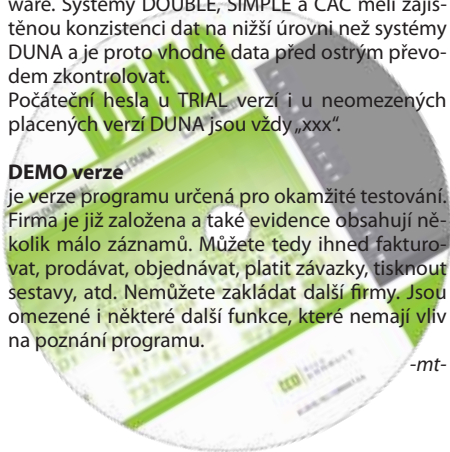 ware. Systémy DOUBLE, SIMPLE a CAC měli zajiš-
těnou konzistenci dat na nižší úrovni než systémy
DUNA a je proto vhodné data před ostrým převo-
dem zkontrolovat.
Počáteční hesla u TRIAL verzí i u neomezených
placených verzí DUNA jsou vždy „xxx“.
DEMO verze
je verze programu určená pro okamžité testování.
Firma je již založena a také evidence obsahují ně-
kolik málo záznamů. Můžete tedy ihned fakturo-
vat, prodávat, objednávat, platit závazky, tisknout
sestavy, atd. Nemůžete zakládat další firmy. Jsou
omezené i některé další funkce, které nemají vliv
na poznání programu.
-mt-
DUNA
DUNA
tco